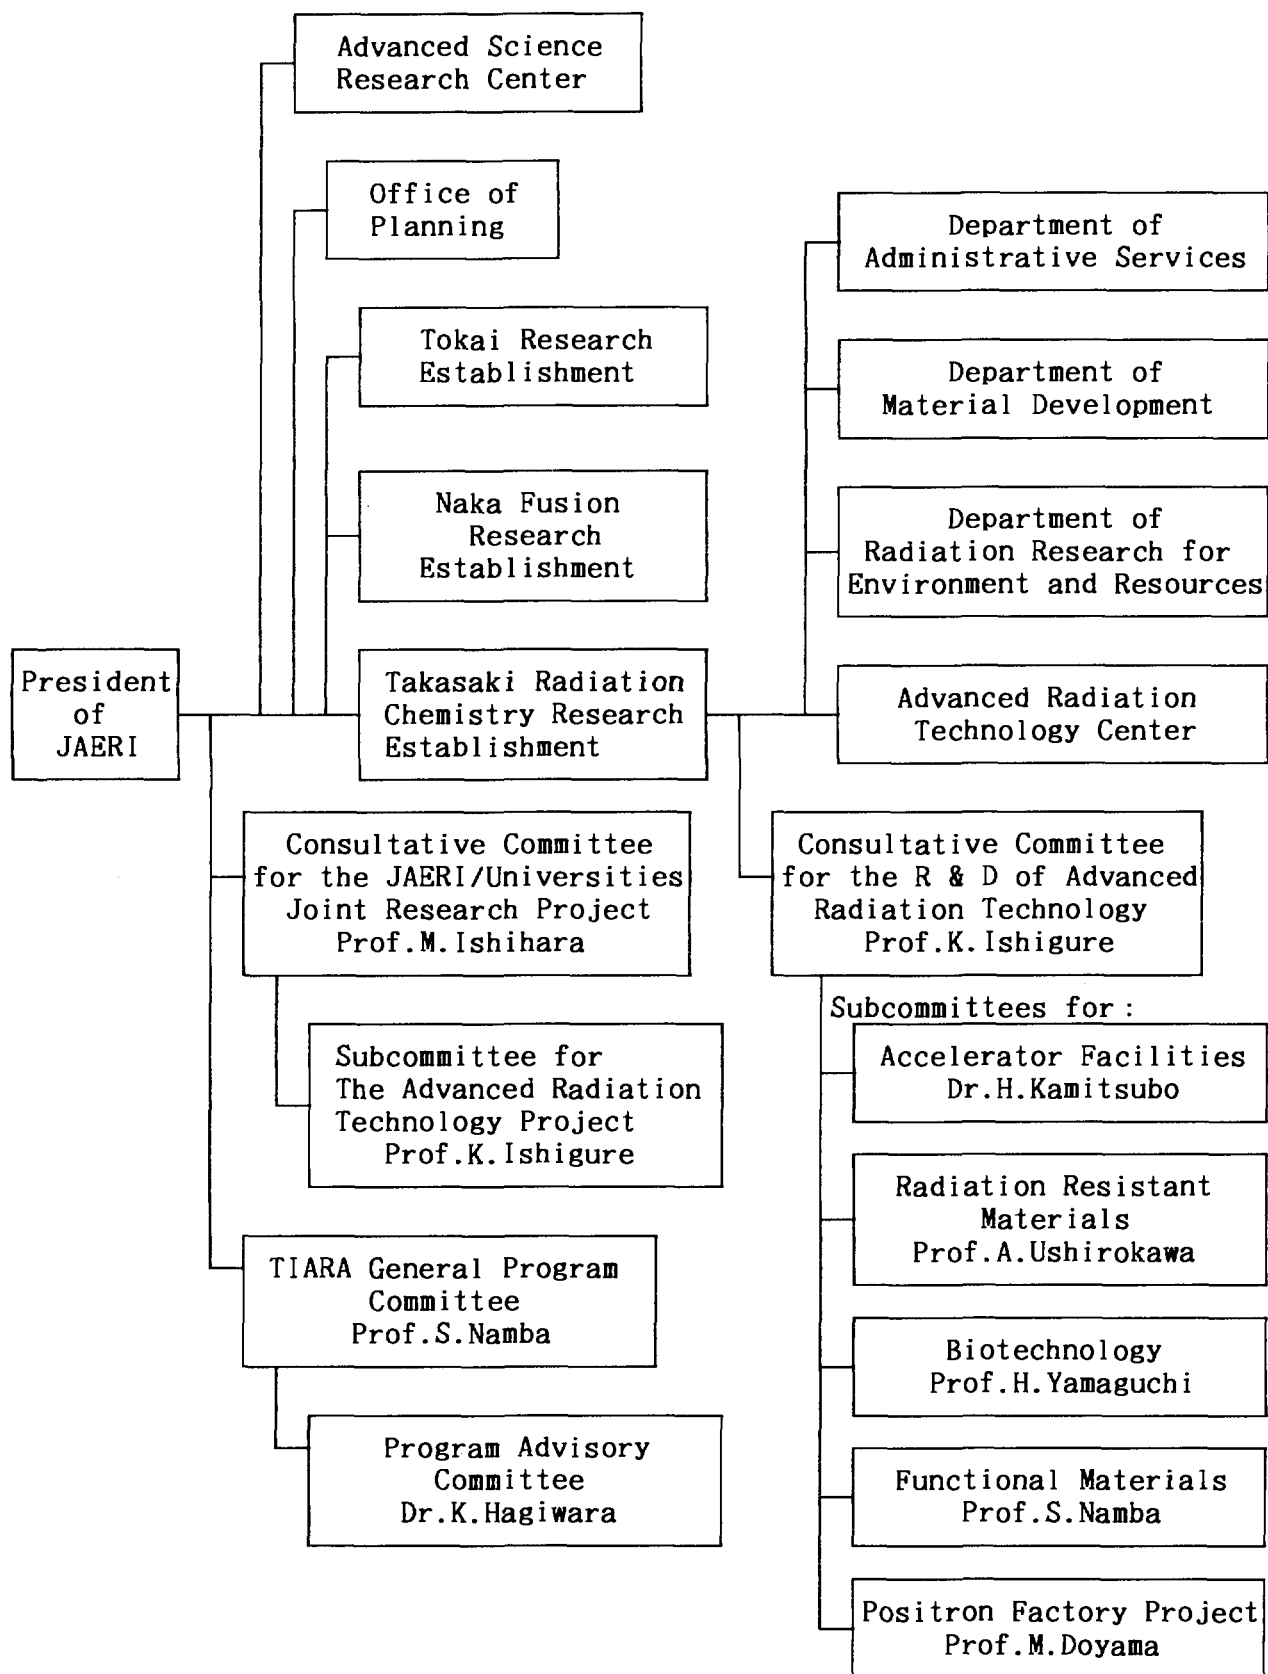 Advanced Science
Research Center
Office of
Planning
Tokai Research
Establishment
Naka Fusion
Research
Establishment
President
of
JAERI
Takasaki Radiation
Chemistry Research
Establishment
Department of
Administrative Services
Department of
Material Development
Department of
Radiation Research for
Environment and Resources
Advanced Radiation
Technology Center
Consultative Committee
for the JAERI/Universities
Joint Research Project
Prof.M.Ishihara
Subcommittee for
The Advanced Radiation
Technology Project
Prof.K.Ishigure
TIARA General Program
Committee
Prof.S.Namba
Program Advisory
Committee
Dr.K.Hagiwara
Consultative Committee
for the R & D of Advanced
Radiation Technology
Prof.K.Ishigure
Subcommittees for :
Accelerator Facilities
Dr.H.Kamitsubo
Radiation Resistant
Materials
Prof.A.Ushirokawa
Biotechnology
Prof.H.Yamaguchi
Functional Materials
Prof.S.Namba
Positron Factory Project
Prof.M.Doyama